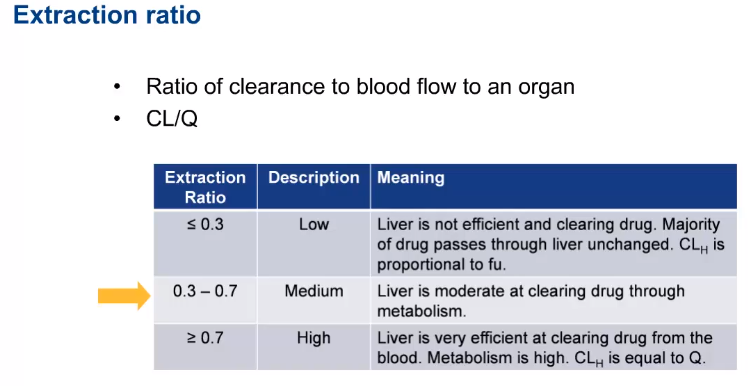 Extraction ratio
• Ratio of clearance to blood flow to an organ
• CL/Q
Extraction Ratio Description Meaning
≤ 0.3 Low Liver is not efficient and clearing drug. Majority of drug passes through liver unchanged. CLH is proportional to fu.
0.3 – 0.7 Medium Liver is moderate at clearing drug through metabolism.
≥ 0.7 High Liver is very efficient at clearing drug from the blood. Metabolism is high. CLH is equal to Q.